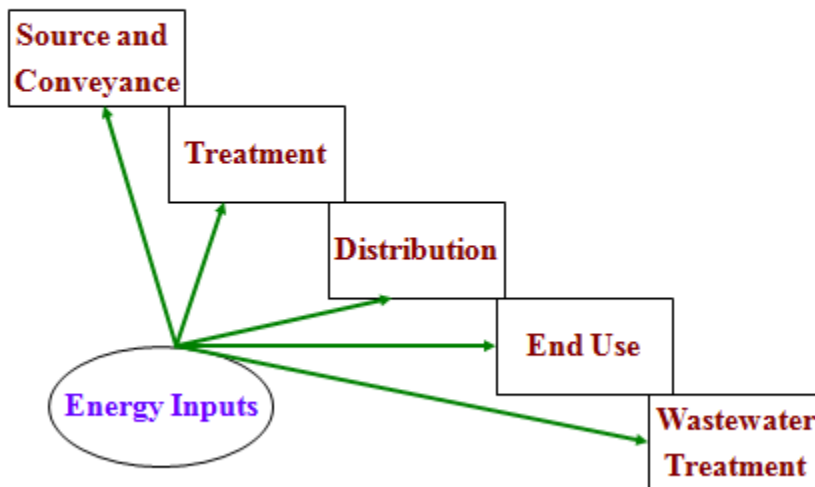 Source and
Conveyance
Treatment
Distribution
End Use
Energy Inputs
Wastewater
Treatment